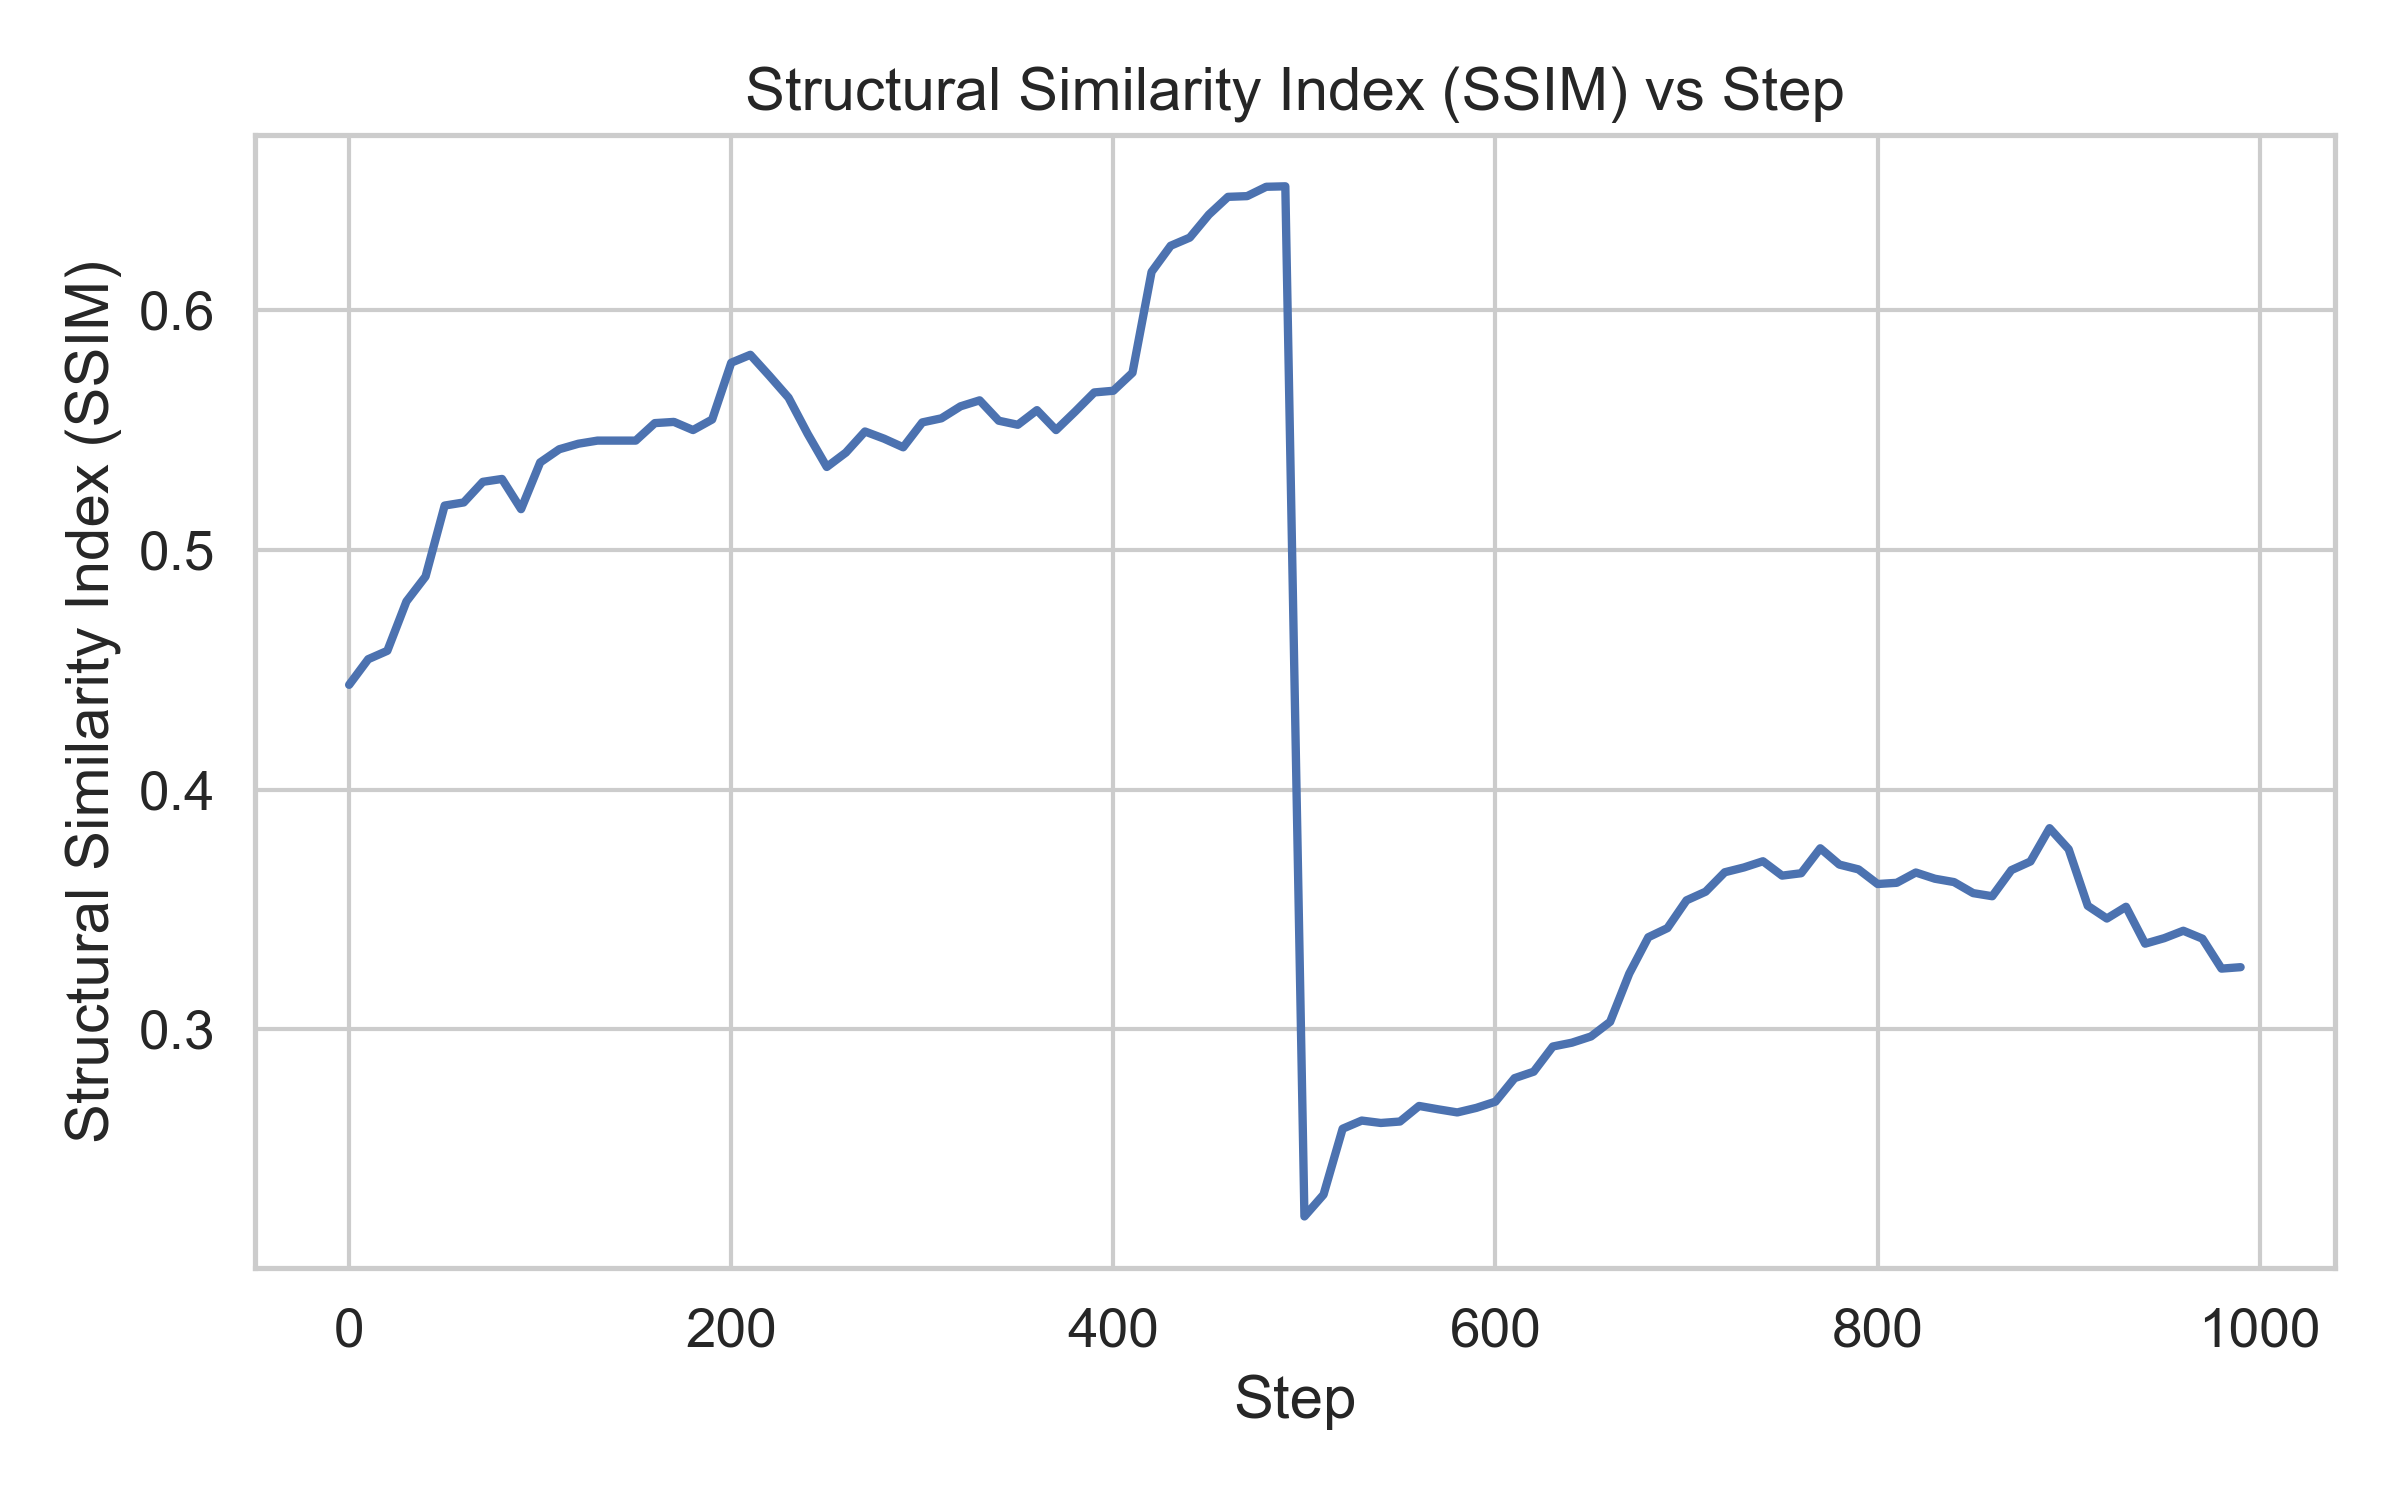 Structural Similarity Index (SSIM) vs Step
Structural Similarity Index (SSIM)
0.6
0.5
0.4
0.3
0 200 400 600 800 1000
Step